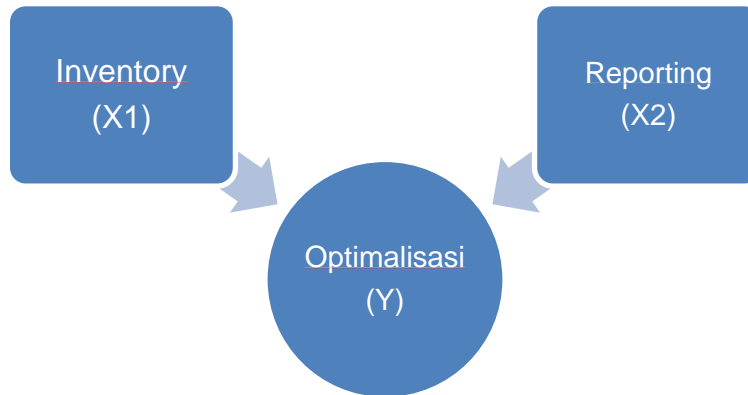 Inventory
(X1)
Reporting
(X2)
Optimalisasi
(Y)